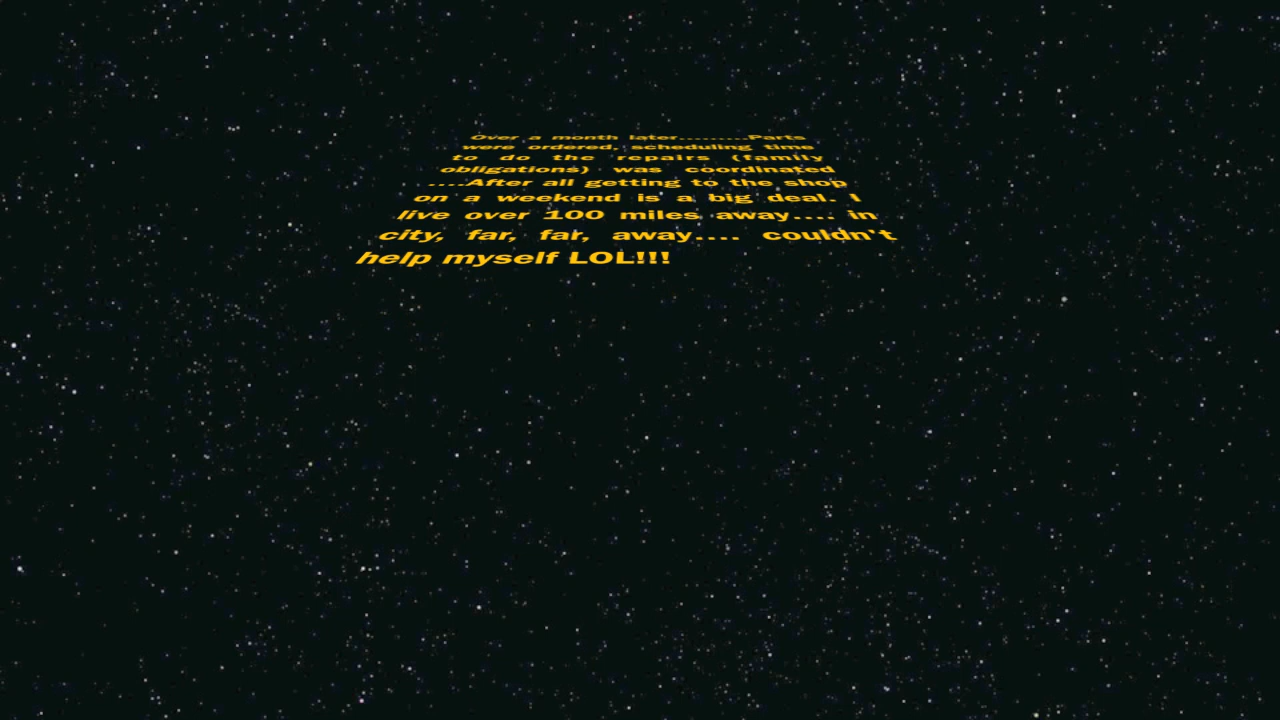 Over a month later.........Parts
were ordered, scheduling time
to do the repairs (family
obligations) was coordinated
....After all getting to the shop
on a weekend is a big deal. I
live over 100 miles away.... in
city, far, far, away.... couldn't
help myself LOL!!!